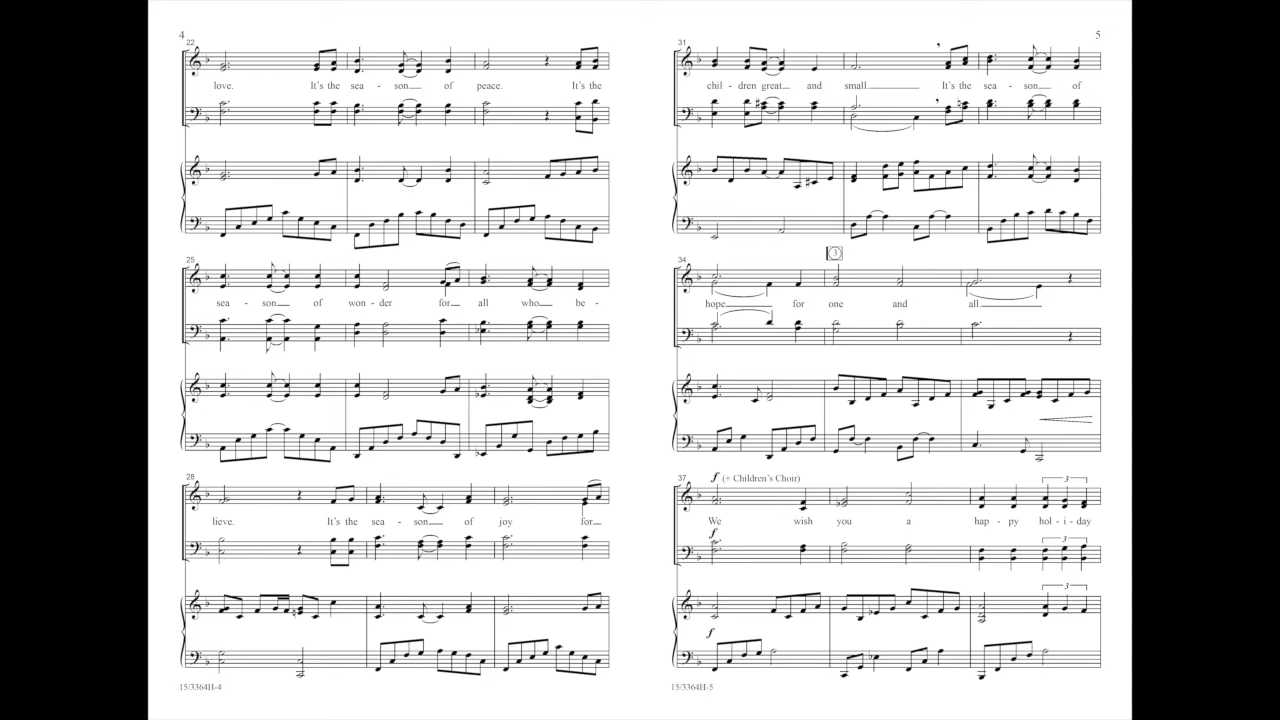 4
22
love. It's the sea - son of peace. It's the
25
sea - son of won - der for all who be -
28
lieve. It's the sea - son of joy for
15/3364H-4
5
31
chil - dren great and small. It's the sea - son of
3
34
hope for one and all
37
f (+ Children's Choir)
We wish you a hap - py hol - i - day
f
3 3
3
f
15/3364H-5